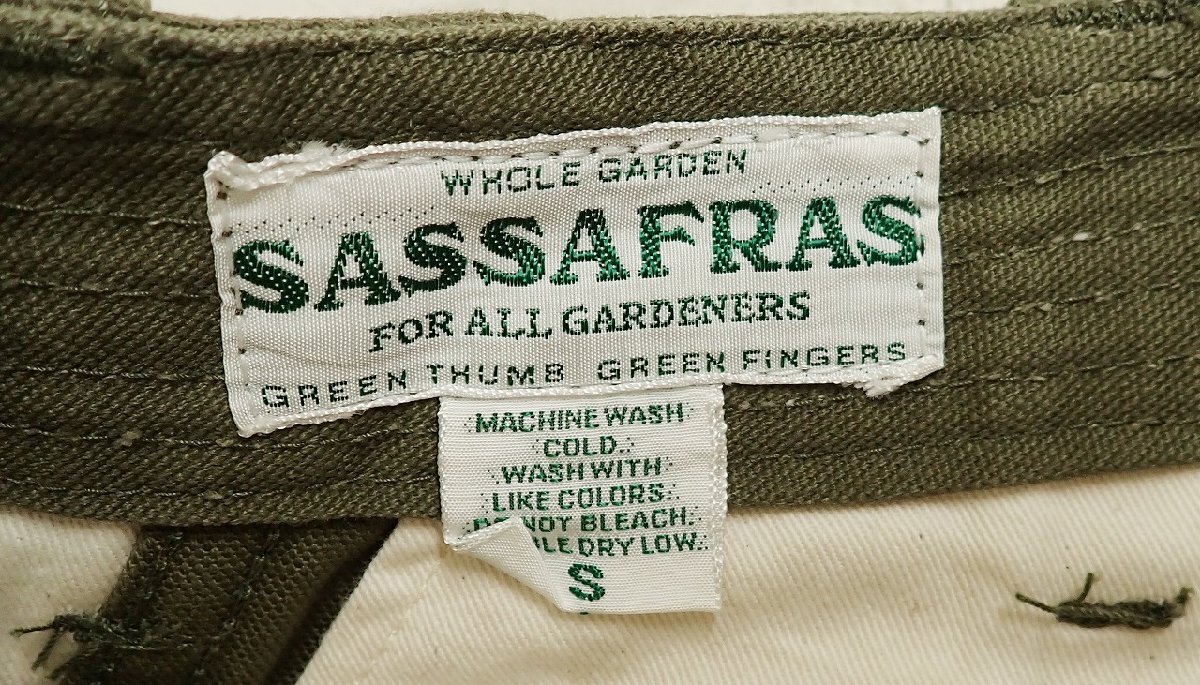 WHOLE GARDEN
SASSAFRAS
FOR ALL GARDENERS
GREEN THUMB GREEN FINGERS
MACHINE WASH
COLD.
WASH WITH
LIKE COLORS
NOT BLEACH.
DRY LOW.
S